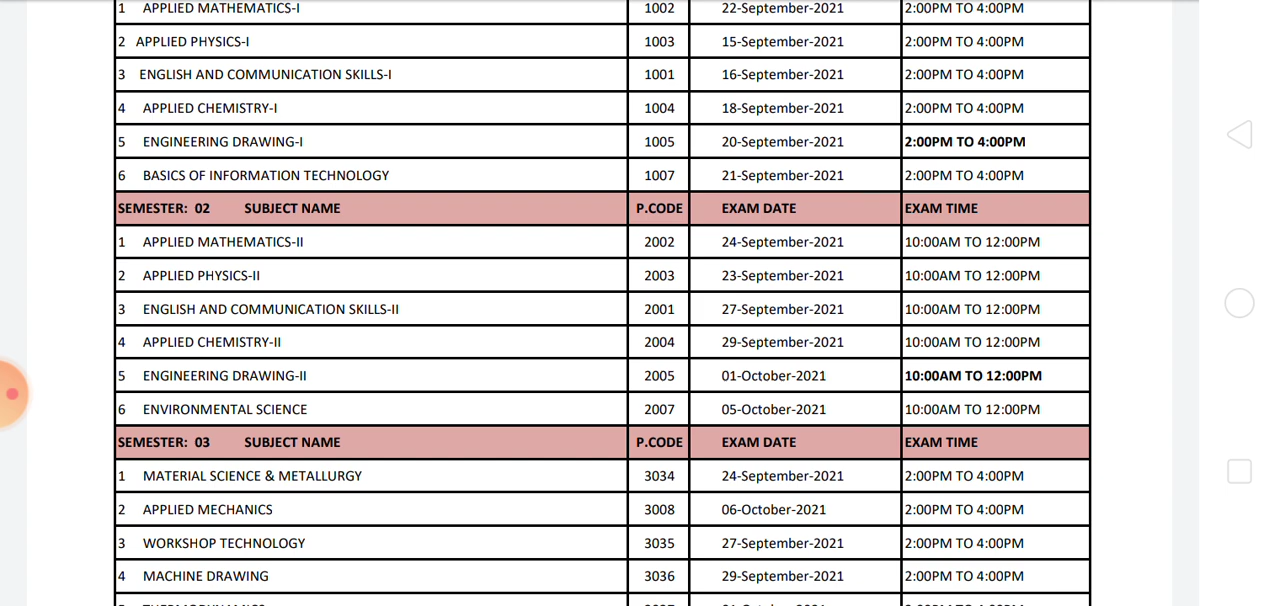 1 APPLIED MATHEMATICS-I 1002 22-September-2021 2:00PM TO 4:00PM
2 APPLIED PHYSICS-I 1003 15-September-2021 2:00PM TO 4:00PM
3 ENGLISH AND COMMUNICATION SKILLS-I 1001 16-September-2021 2:00PM TO 4:00PM
4 APPLIED CHEMISTRY-I 1004 18-September-2021 2:00PM TO 4:00PM
5 ENGINEERING DRAWING-I 1005 20-September-2021 2:00PM TO 4:00PM
6 BASICS OF INFORMATION TECHNOLOGY 1007 21-September-2021 2:00PM TO 4:00PM
SEMESTER: 02 SUBJECT NAME P.CODE EXAM DATE EXAM TIME
1 APPLIED MATHEMATICS-II 2002 24-September-2021 10:00AM TO 12:00PM
2 APPLIED PHYSICS-II 2003 23-September-2021 10:00AM TO 12:00PM
3 ENGLISH AND COMMUNICATION SKILLS-II 2001 27-September-2021 10:00AM TO 12:00PM
4 APPLIED CHEMISTRY-II 2004 29-September-2021 10:00AM TO 12:00PM
5 ENGINEERING DRAWING-II 2005 01-October-2021 10:00AM TO 12:00PM
6 ENVIRONMENTAL SCIENCE 2007 05-October-2021 10:00AM TO 12:00PM
SEMESTER: 03 SUBJECT NAME P.CODE EXAM DATE EXAM TIME
1 MATERIAL SCIENCE & METALLURGY 3034 24-September-2021 2:00PM TO 4:00PM
2 APPLIED MECHANICS 3008 06-October-2021 2:00PM TO 4:00PM
3 WORKSHOP TECHNOLOGY 3035 27-September-2021 2:00PM TO 4:00PM
4 MACHINE DRAWING 3036 29-September-2021 2:00PM TO 4:00PM